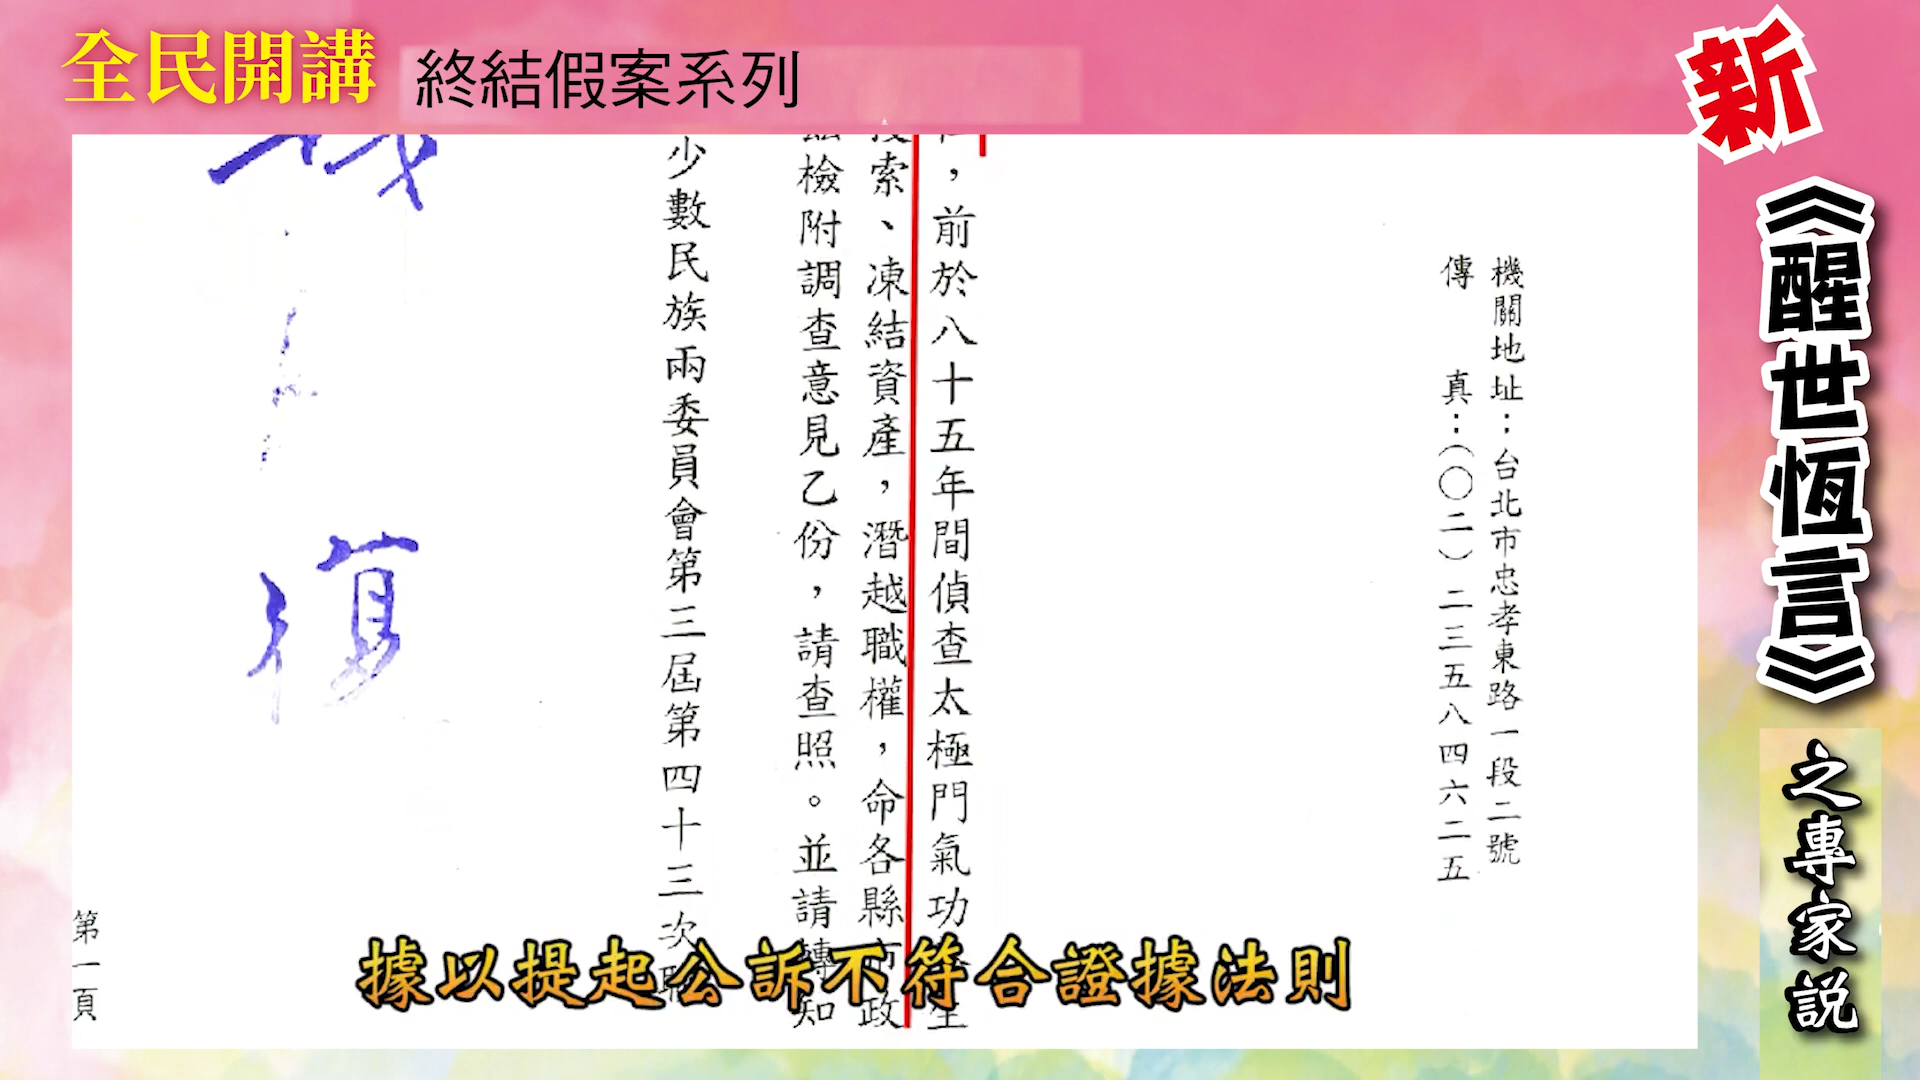 全民開講
終結假案系列
新
《醒世恆言》
之專家説
機關地址：台北市忠孝東路一段二號
傳 真：(〇二)二三五八四六二五
，前於八十五年間偵查太極門氣功
搜索、凍結資產，潛越職權，命各縣市政
檢附調查意見乙份，請查照。並請轉知
少數民族兩委員會第三屆第四十三次聯
第一頁
據以提起公訴不符合證據法則